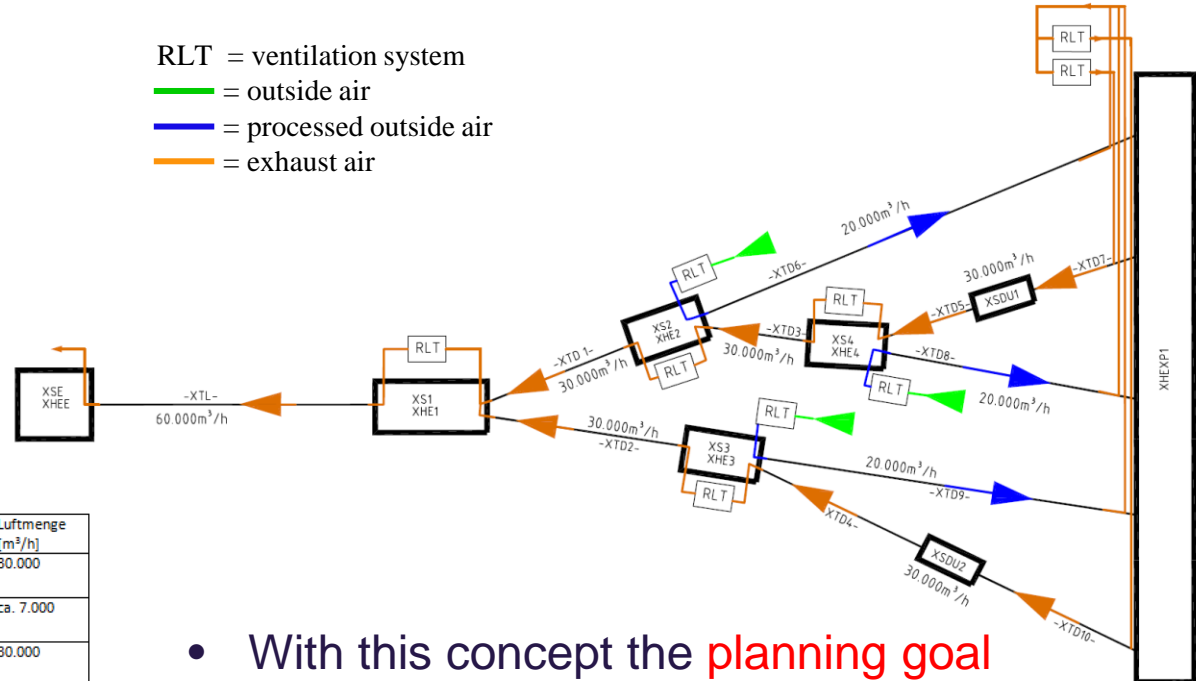 RLT = ventilation system
= outside air
= processed outside air
= exhaust air
RLT
RLT
XHEXP1
20.000m³/h
-XTD6-
RLT
XS2
XHE2
RLT
30.000m³/h
-XTD7-
XSDU1
-XTD5-
RLT
XS4
XHE4
-XTD3-
30.000m³/h
-XTD8-
20.000m³/h
RLT
-XTD 1-
30.000m³/h
RLT
XS1
XHE1
XSE
XHEE
-XTL-
60.000m³/h
30.000m³/h
-XTD2-
RLT
XS3
XHE3
RLT
20.000m³/h
-XTD9-
XTD4-
XSDU2
30.000m³/h
-XTD10-
Luftmenge
[m³/h]
30.000
ca. 7.000
30.000
• With this concept the planning goal